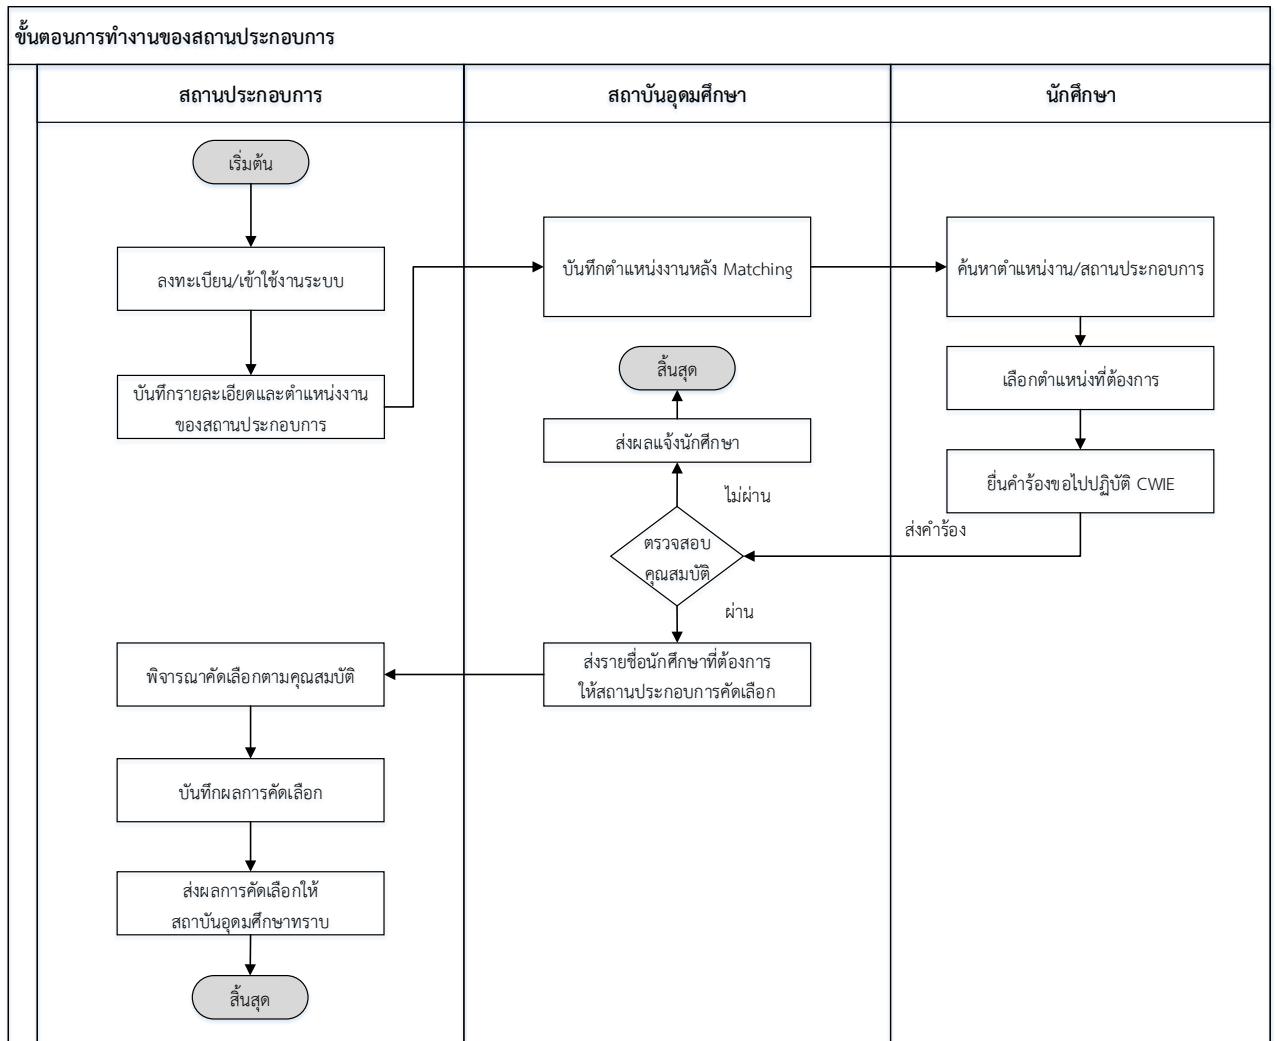 ขั้นตอนการทำงานของสถานประกอบการ
สถานประกอบการ
สถาบันอุดมศึกษา
นักศึกษา
เริ่มต้น
ลงทะเบียน/เข้าใช้งานระบบ
บันทึกรายละเอียดและตำแหน่งงาน
ของสถานประกอบการ
บันทึกตำแหน่งงานหลัง Matching
ค้นหาตำแหน่งงาน/สถานประกอบการ
เลือกตำแหน่งที่ต้องการ
ยื่นคำร้องขอไปปฏิบัติ CWIE
ส่งคำร้อง
สิ้นสุด
ส่งผลแจ้งนักศึกษา
ไม่ผ่าน
ตรวจสอบ
คุณสมบัติ
ผ่าน
ส่งรายชื่อนักศึกษาที่ต้องการ
ให้สถานประกอบการคัดเลือก
พิจารณาคัดเลือกตามคุณสมบัติ
บันทึกผลการคัดเลือก
ส่งผลการคัดเลือกให้
สถาบันอุดมศึกษาทราบ
สิ้นสุด